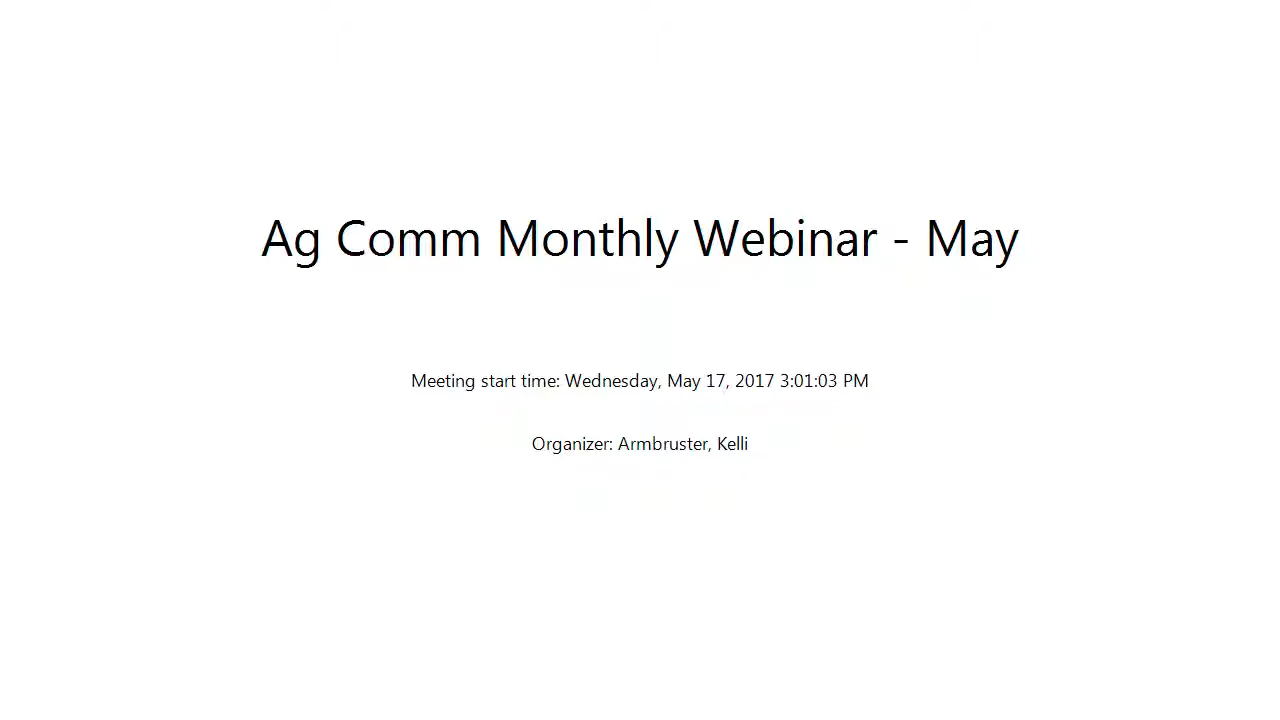 Ag Comm Monthly Webinar - May
Meeting start time: Wednesday, May 17, 2017 3:01:03 PM
Organizer: Armbruster, Kelli